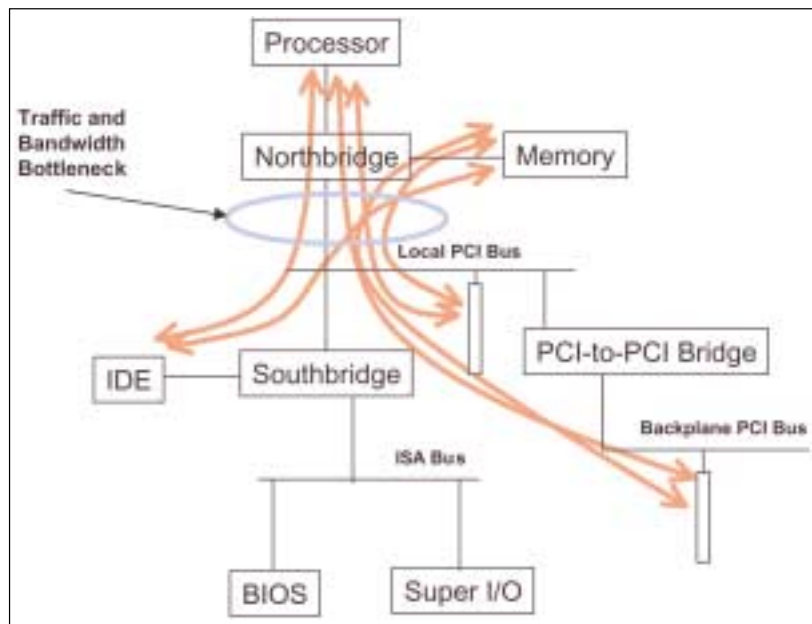 Processor
Traffic and
Bandwidth
Bottleneck
Northbridge
Memory
Local PCI Bus
PCI-to-PCI Bridge
IDE
Southbridge
Backplane PCI Bus
ISA Bus
BIOS
Super I/O